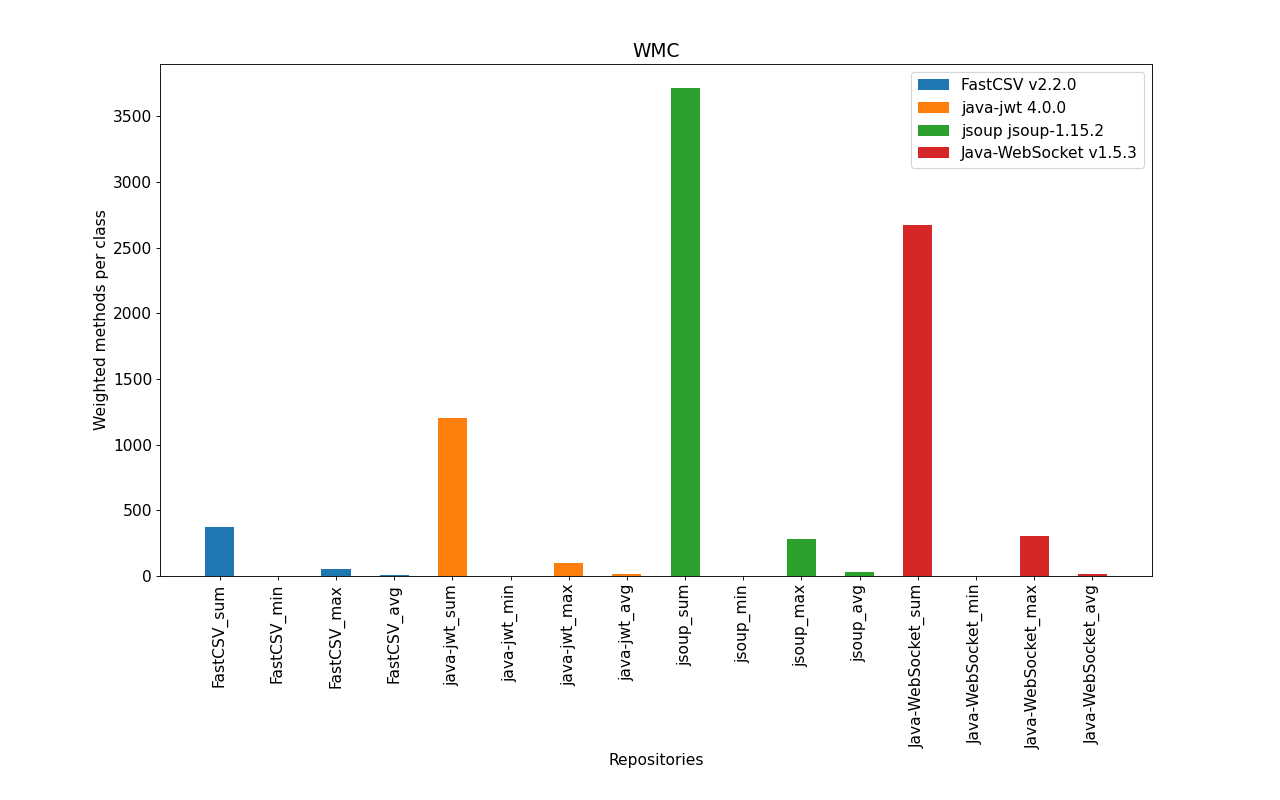 WMC
Weighted methods per class
3500
3000
2500
2000
1500
1000
500
0
FastCSV v2.2.0
java-jwt 4.0.0
jsoup jsoup-1.15.2
Java-WebSocket v1.5.3
FastCSV_sum
FastCSV_min
FastCSV_max
FastCSV_avg
java-jwt_sum
java-jwt_min
java-jwt_max
java-jwt_avg
jsoup_sum
jsoup_min
jsoup_max
jsoup_avg
Java-WebSocket_sum
Java-WebSocket_min
Java-WebSocket_max
Java-WebSocket_avg
Repositories